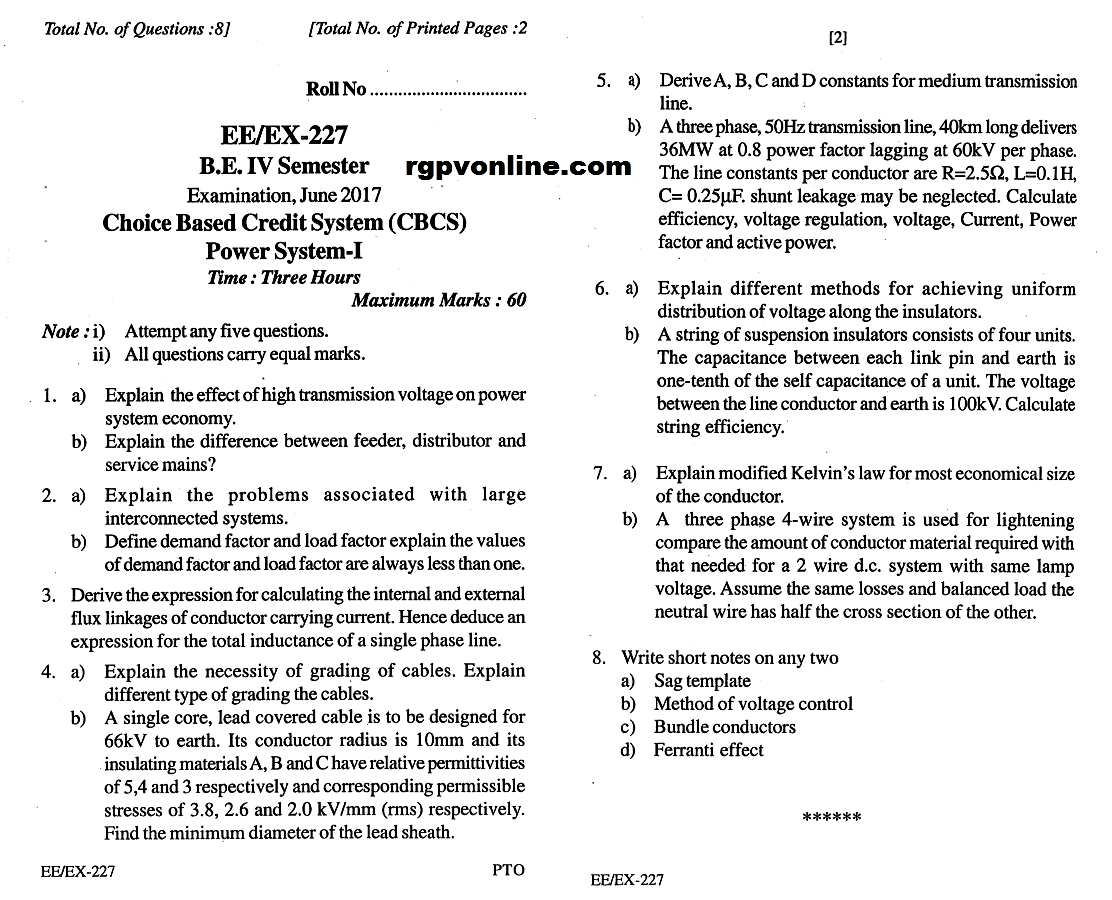 Total No. of Questions :8]
[Total No. of Printed Pages :2
Roll No .................................
EE/EX-227
B.E. IV Semester
rgpvonline.com
Examination, June 2017
Choice Based Credit System (CBCS)
Power System-I
Time : Three Hours
Maximum Marks : 60
Note : i) Attempt any five questions.
ii) All questions carry equal marks.
1. a) Explain the effect of high transmission voltage on power
system economy.
b) Explain the difference between feeder, distributor and
service mains?
2. a) Explain the problems associated with large
interconnected systems.
b) Define demand factor and load factor explain the values
of demand factor and load factor are always less than one.
3. Derive the expression for calculating the internal and external
flux linkages of conductor carrying current. Hence deduce an
expression for the total inductance of a single phase line.
4. a) Explain the necessity of grading of cables. Explain
different type of grading the cables.
b) A single core, lead covered cable is to be designed for
66kV to earth. Its conductor radius is 10mm and its
insulating materials A, B and C have relative permittivities
of 5,4 and 3 respectively and corresponding permissible
stresses of 3.8, 2.6 and 2.0 kV/mm (rms) respectively.
Find the minimum diameter of the lead sheath.
EE/EX-227
PTO
[2]
5. a) Derive A, B, C and D constants for medium transmission
line.
b) A three phase, 50Hz transmission line, 40km long delivers
36MW at 0.8 power factor lagging at 60kV per phase.
The line constants per conductor are R=2.5Ω, L=0.1H,
C= 0.25μF. shunt leakage may be neglected. Calculate
efficiency, voltage regulation, voltage, Current, Power
factor and active power.
6. a) Explain different methods for achieving uniform
distribution of voltage along the insulators.
b) A string of suspension insulators consists of four units.
The capacitance between each link pin and earth is
one-tenth of the self capacitance of a unit. The voltage
between the line conductor and earth is 100kV. Calculate
string efficiency.
7. a) Explain modified Kelvin's law for most economical size
of the conductor.
b) A three phase 4-wire system is used for lightening
compare the amount of conductor material required with
that needed for a 2 wire d.c. system with same lamp
voltage. Assume the same losses and balanced load the
neutral wire has half the cross section of the other.
8. Write short notes on any two
a) Sag template
b) Method of voltage control
c) Bundle conductors
d) Ferranti effect
******
EE/EX-227